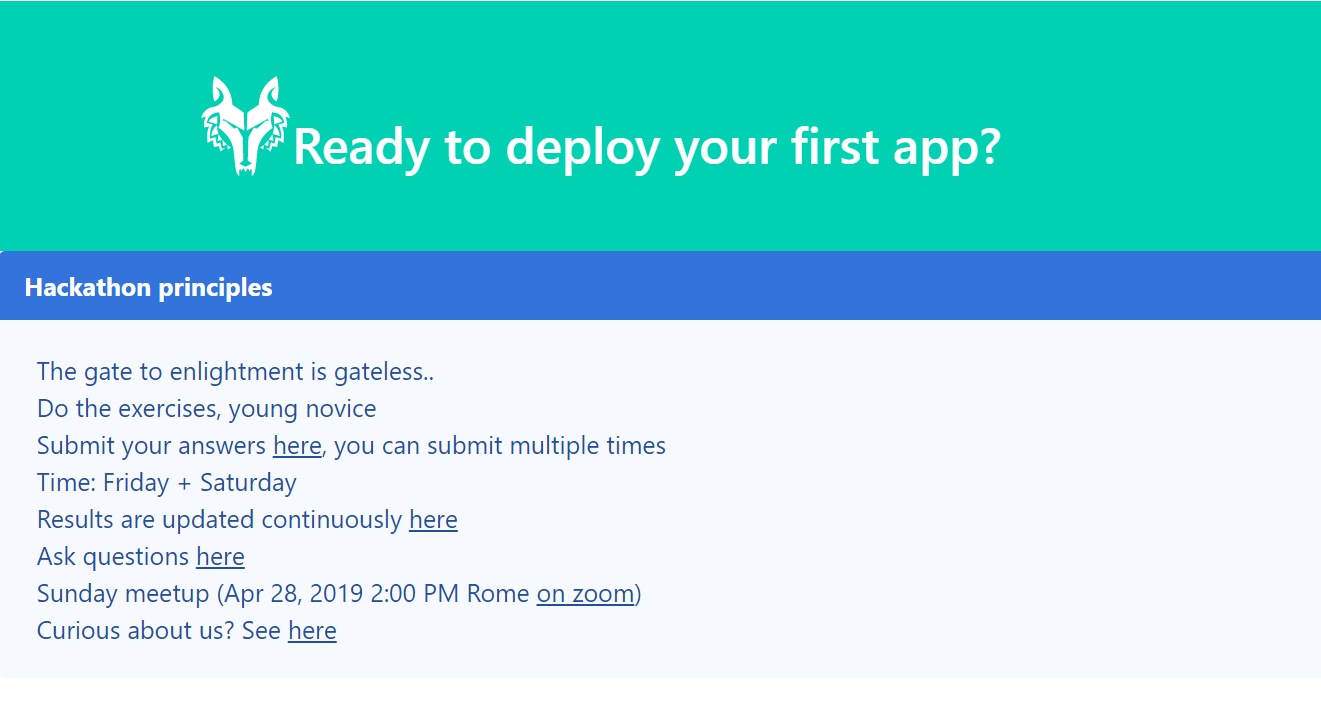 Ready to deploy your first app?
Hackathon principles
The gate to enlightment is gateless..
Do the exercises, young novice
Submit your answers here, you can submit multiple times
Time: Friday + Saturday
Results are updated continuously here
Ask questions here
Sunday meetup (Apr 28, 2019 2:00 PM Rome on zoom)
Curious about us? See here